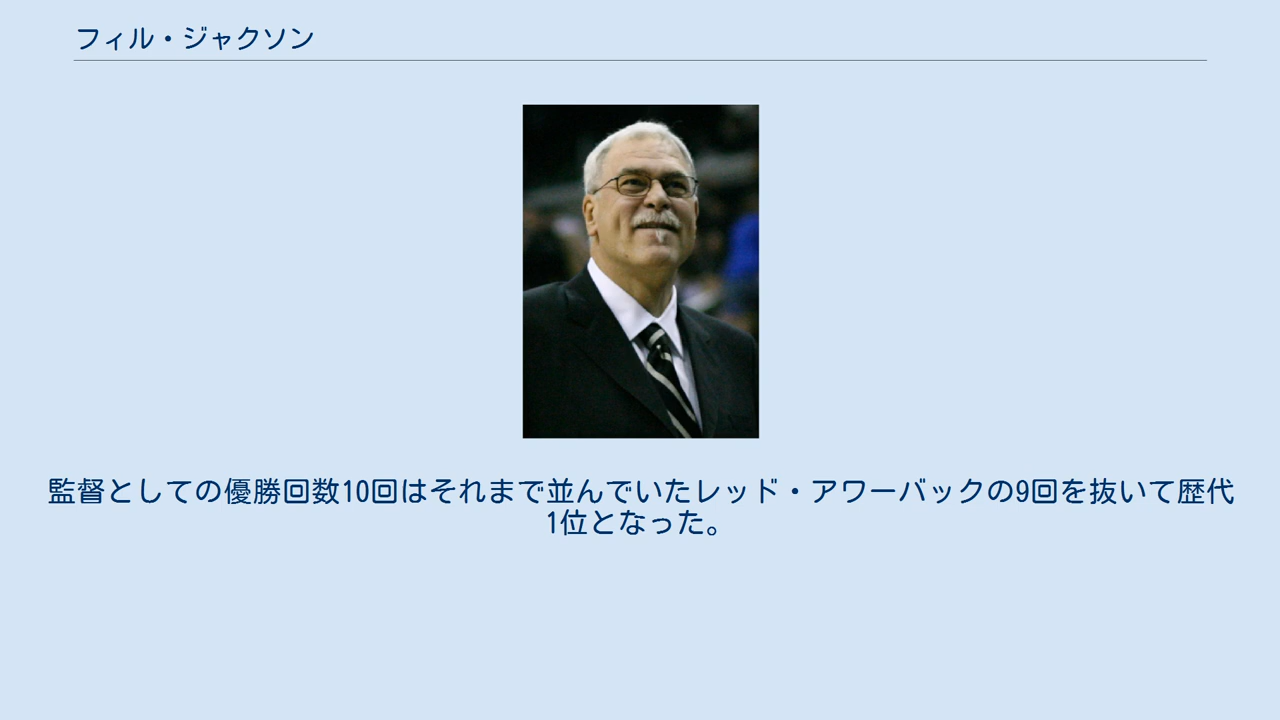 フィル・ジャクソン
監督としての優勝回数10回はそれまで並んでいたレッド・アワーバックの9回を抜いて歴代
1位となった。